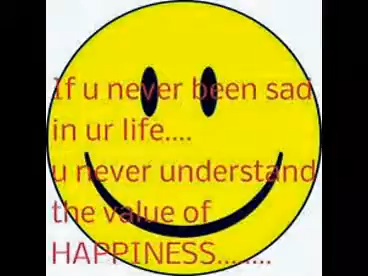 If u never been sad
in ur life....
u never understand
the value of
HAPPINESS........